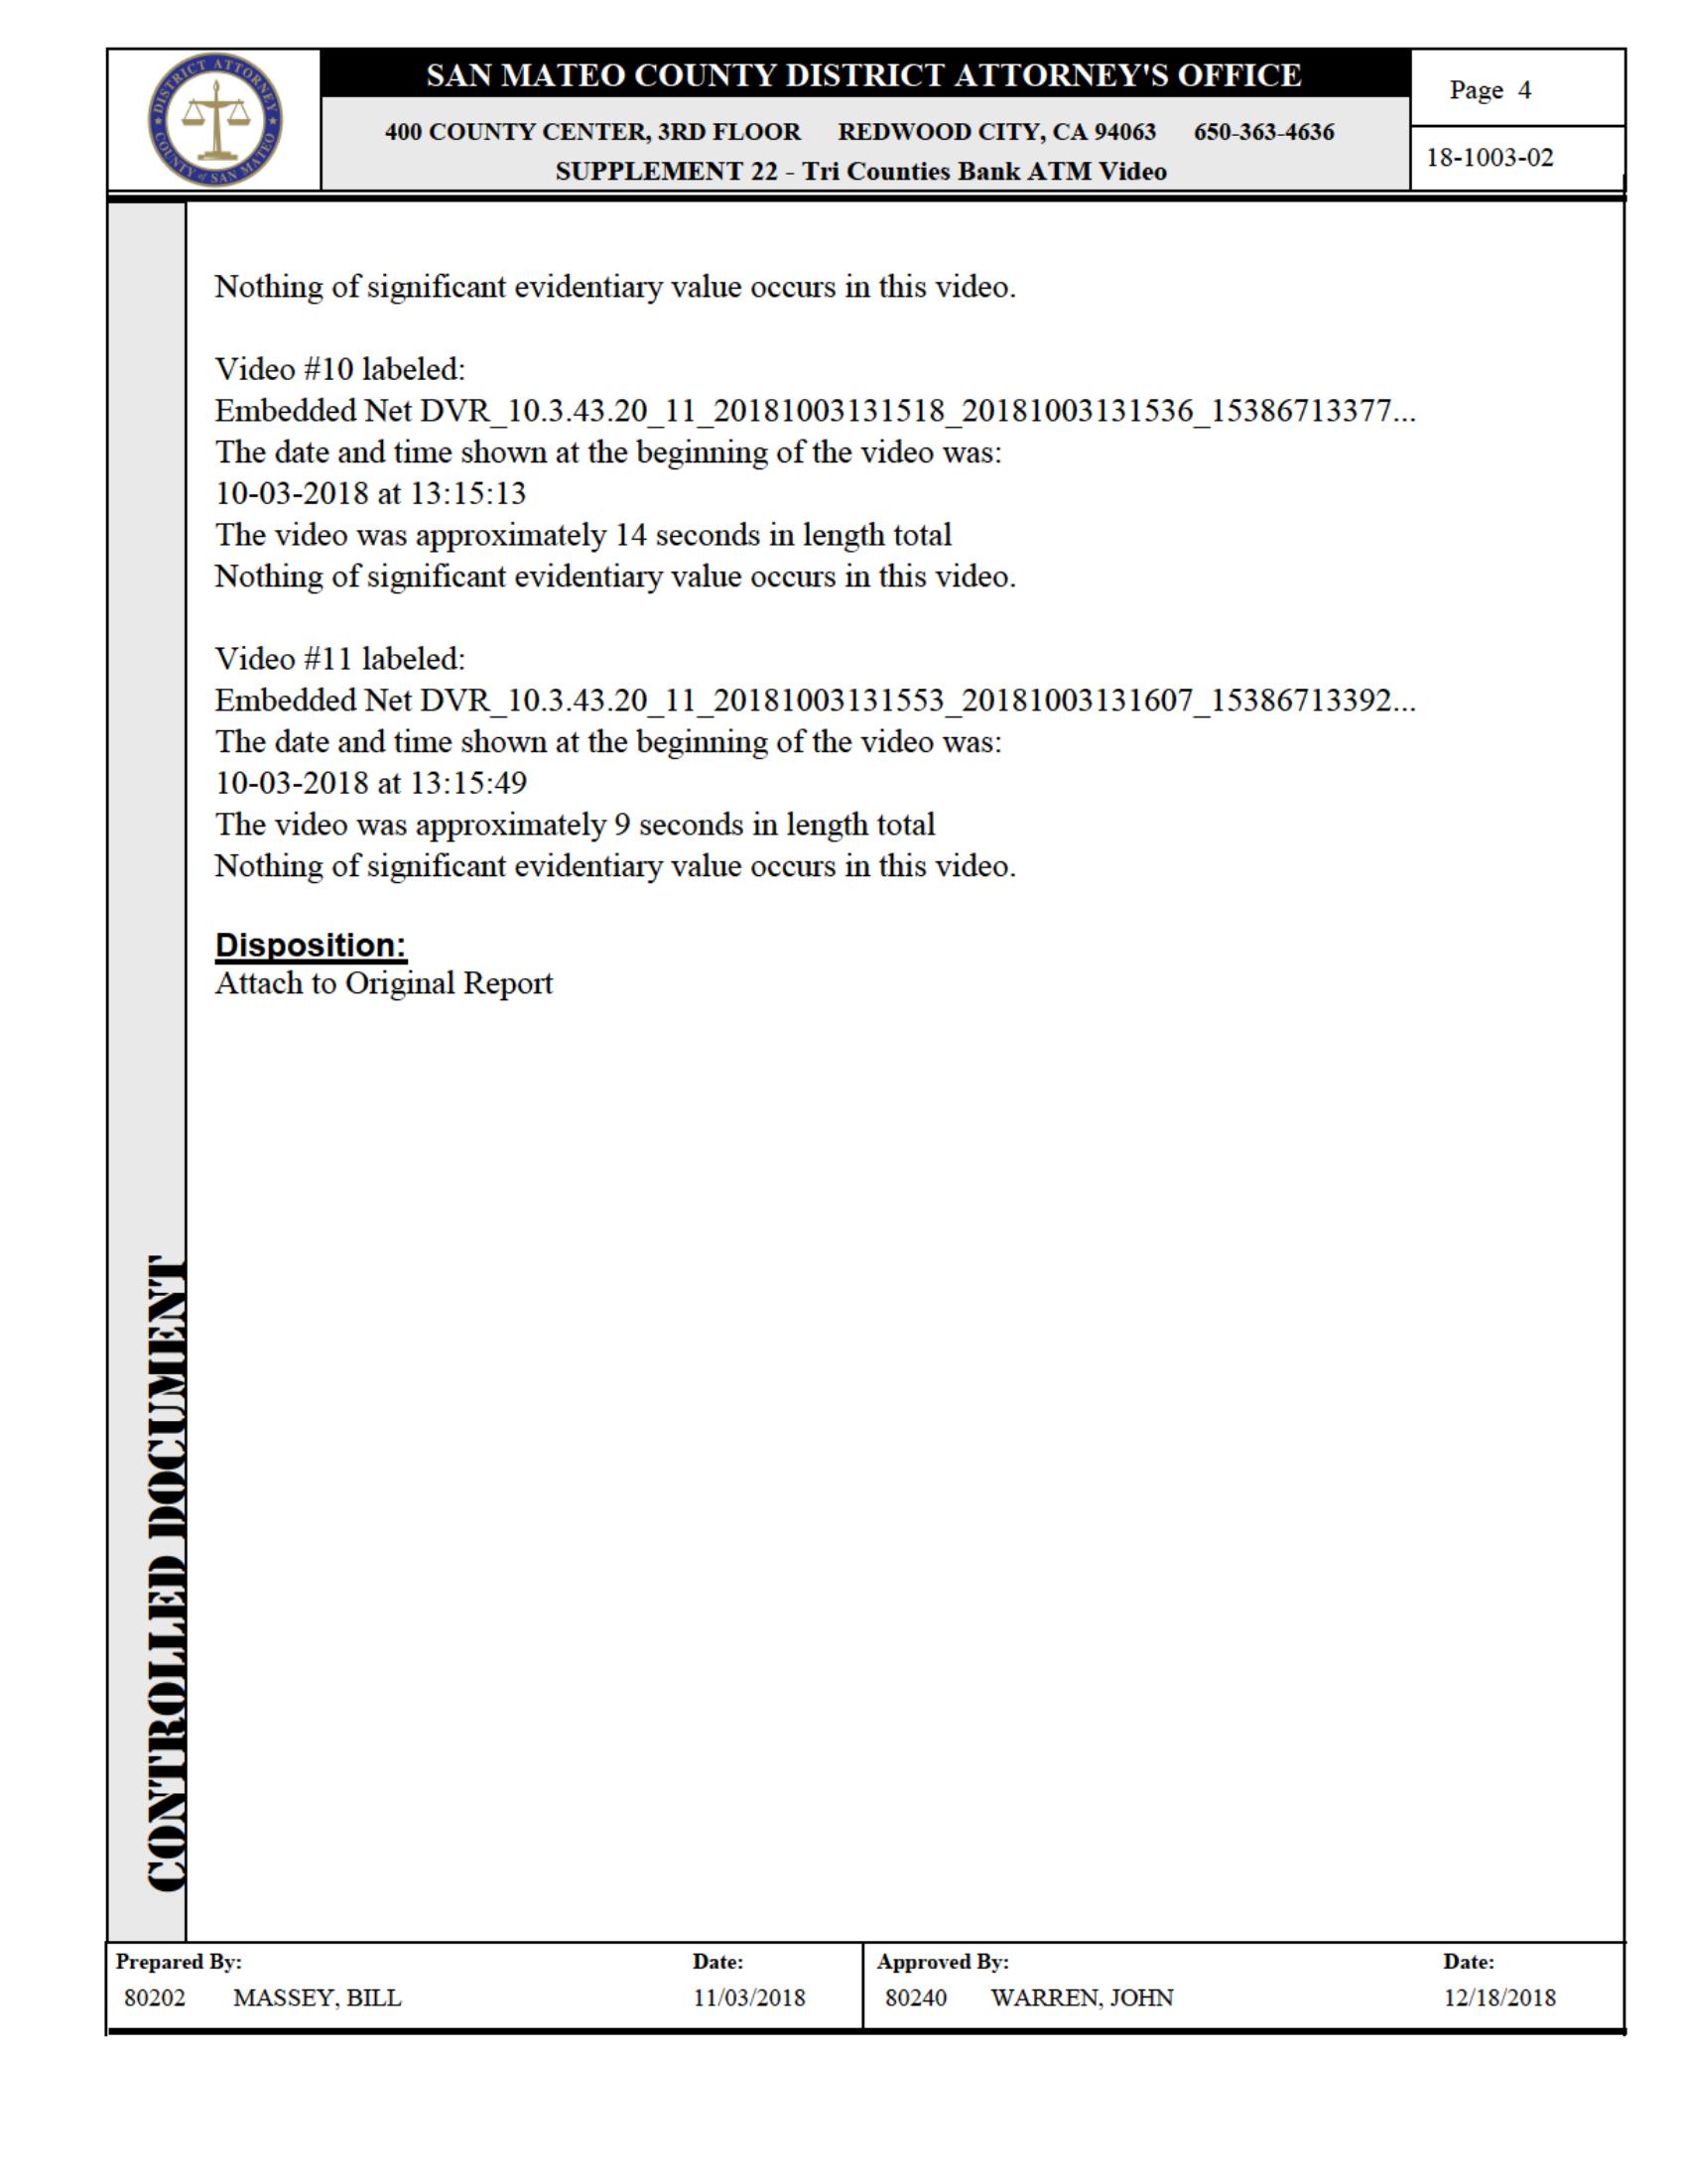 DISTRICT ATTORNEY
COUNTY of SAN MATEO
SAN MATEO COUNTY DISTRICT ATTORNEY'S OFFICE
400 COUNTY CENTER, 3RD FLOOR REDWOOD CITY, CA 94063 650-363-4636
SUPPLEMENT 22 - Tri Counties Bank ATM Video
Page 4
18-1003-02
Nothing of significant evidentiary value occurs in this video.
Video #10 labeled:
Embedded Net DVR_10.3.43.20_11_20181003131518_20181003131536_15386713377...
The date and time shown at the beginning of the video was:
10-03-2018 at 13:15:13
The video was approximately 14 seconds in length total
Nothing of significant evidentiary value occurs in this video.
Video #11 labeled:
Embedded Net DVR_10.3.43.20_11_20181003131553_20181003131607_15386713392...
The date and time shown at the beginning of the video was:
10-03-2018 at 13:15:49
The video was approximately 9 seconds in length total
Nothing of significant evidentiary value occurs in this video.
Disposition:
Attach to Original Report
CONTROLLED DOCUMENT
Prepared By: Date: Approved By: Date:
80202 MASSEY, BILL 11/03/2018 80240 WARREN, JOHN 12/18/2018